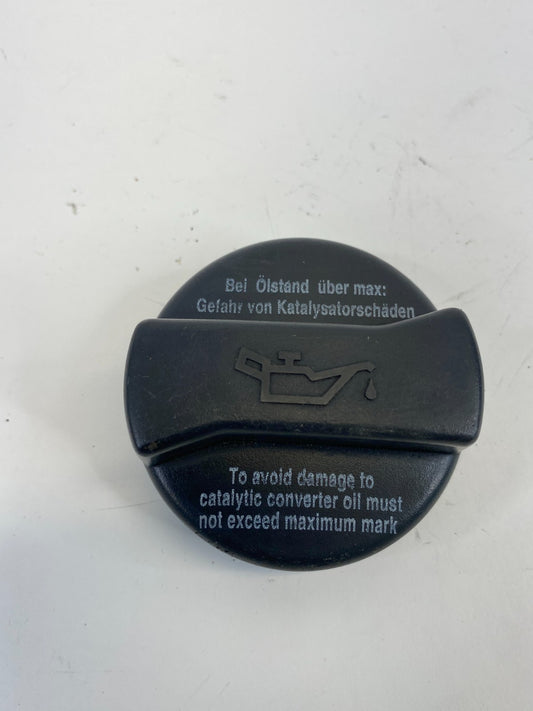 Bei Ölstand über max:
Gefahr von Katalysatorschäden
To avoid damage to
catalytic converter oil must
not exceed maximum mark